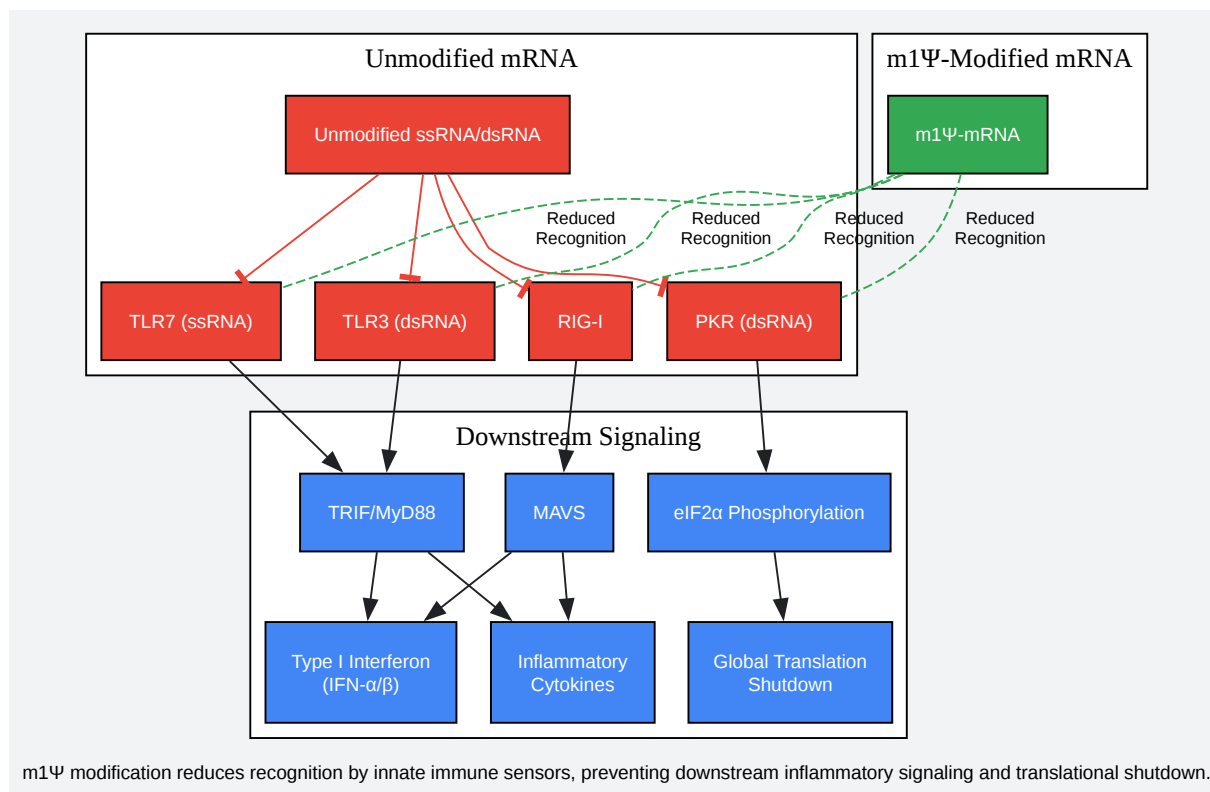 Unmodified mRNA
m1Ψ-Modified mRNA
Unmodified ssRNA/dsRNA
m1Ψ-mRNA
Reduced
Recognition
Reduced
Recognition
Reduced
Recognition
Reduced
Recognition
TLR7 (ssRNA)
TLR3 (dsRNA)
RIG-I
PKR (dsRNA)
Downstream Signaling
TRIF/MyD88
MAVS
eIF2α Phosphorylation
Type I Interferon
(IFN-α/β)
Inflammatory
Cytokines
Global Translation
Shutdown
m1Ψ modification reduces recognition by innate immune sensors, preventing downstream inflammatory signaling and translational shutdown.